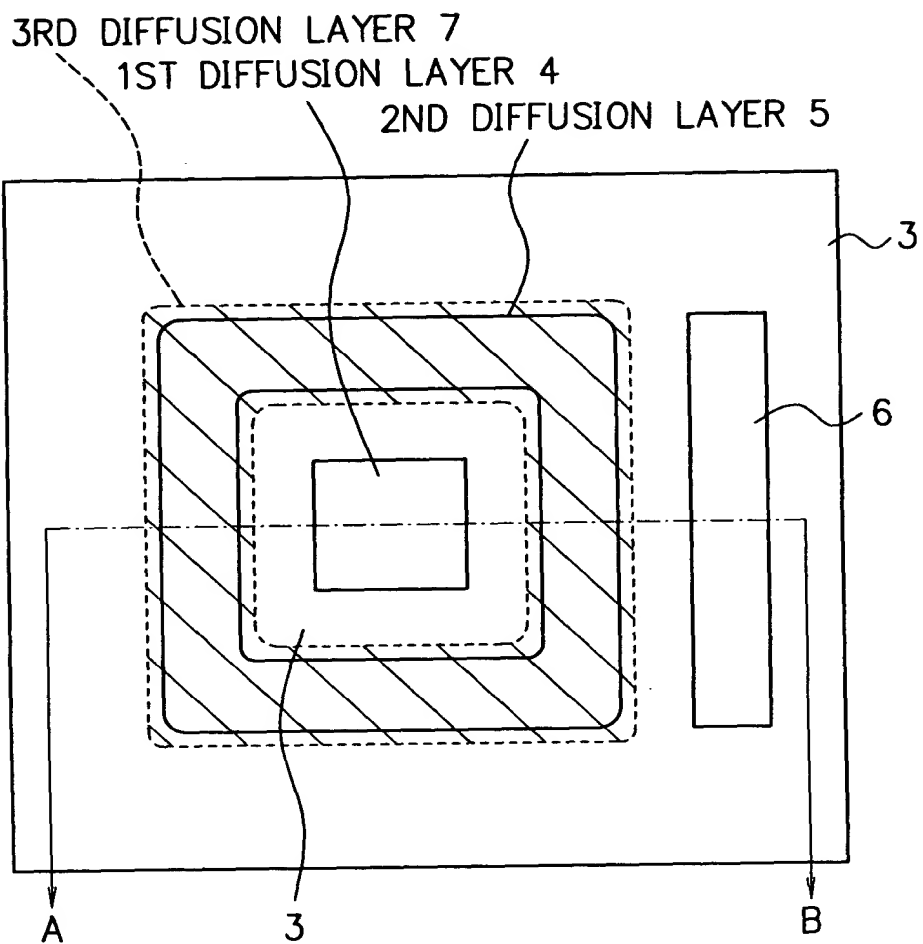 3RD DIFFUSION LAYER 7
1ST DIFFUSION LAYER 4
2ND DIFFUSION LAYER 5
3
6
A
3
B